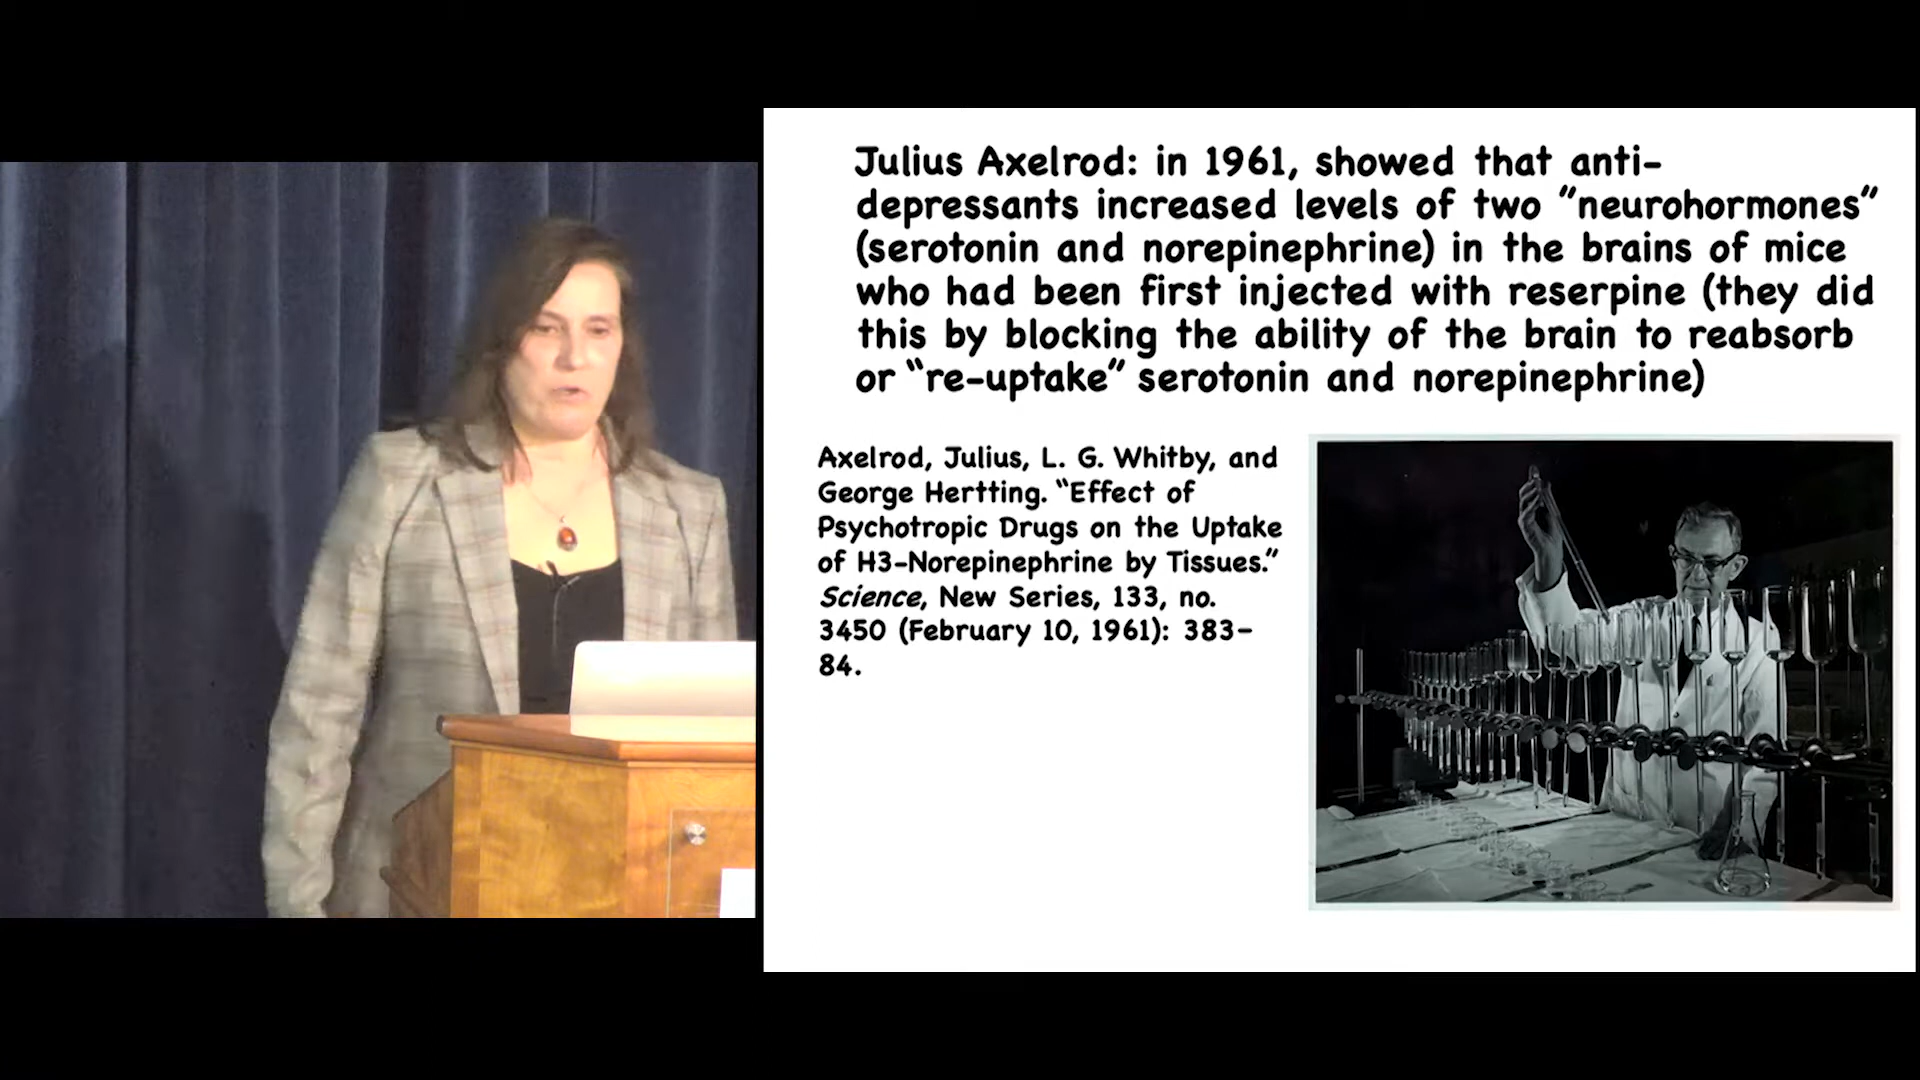 Julius Axelrod: in 1961, showed that anti-
depressants increased levels of two "neurohormones"
(serotonin and norepinephrine) in the brains of mice
who had been first injected with reserpine (they did
this by blocking the ability of the brain to reabsorb
or "re-uptake" serotonin and norepinephrine)
Axelrod, Julius, L. G. Whitby, and
George Hertting. "Effect of
Psychotropic Drugs on the Uptake
of H3-Norepinephrine by Tissues."
Science, New Series, 133, no.
3450 (February 10, 1961): 383-
84.